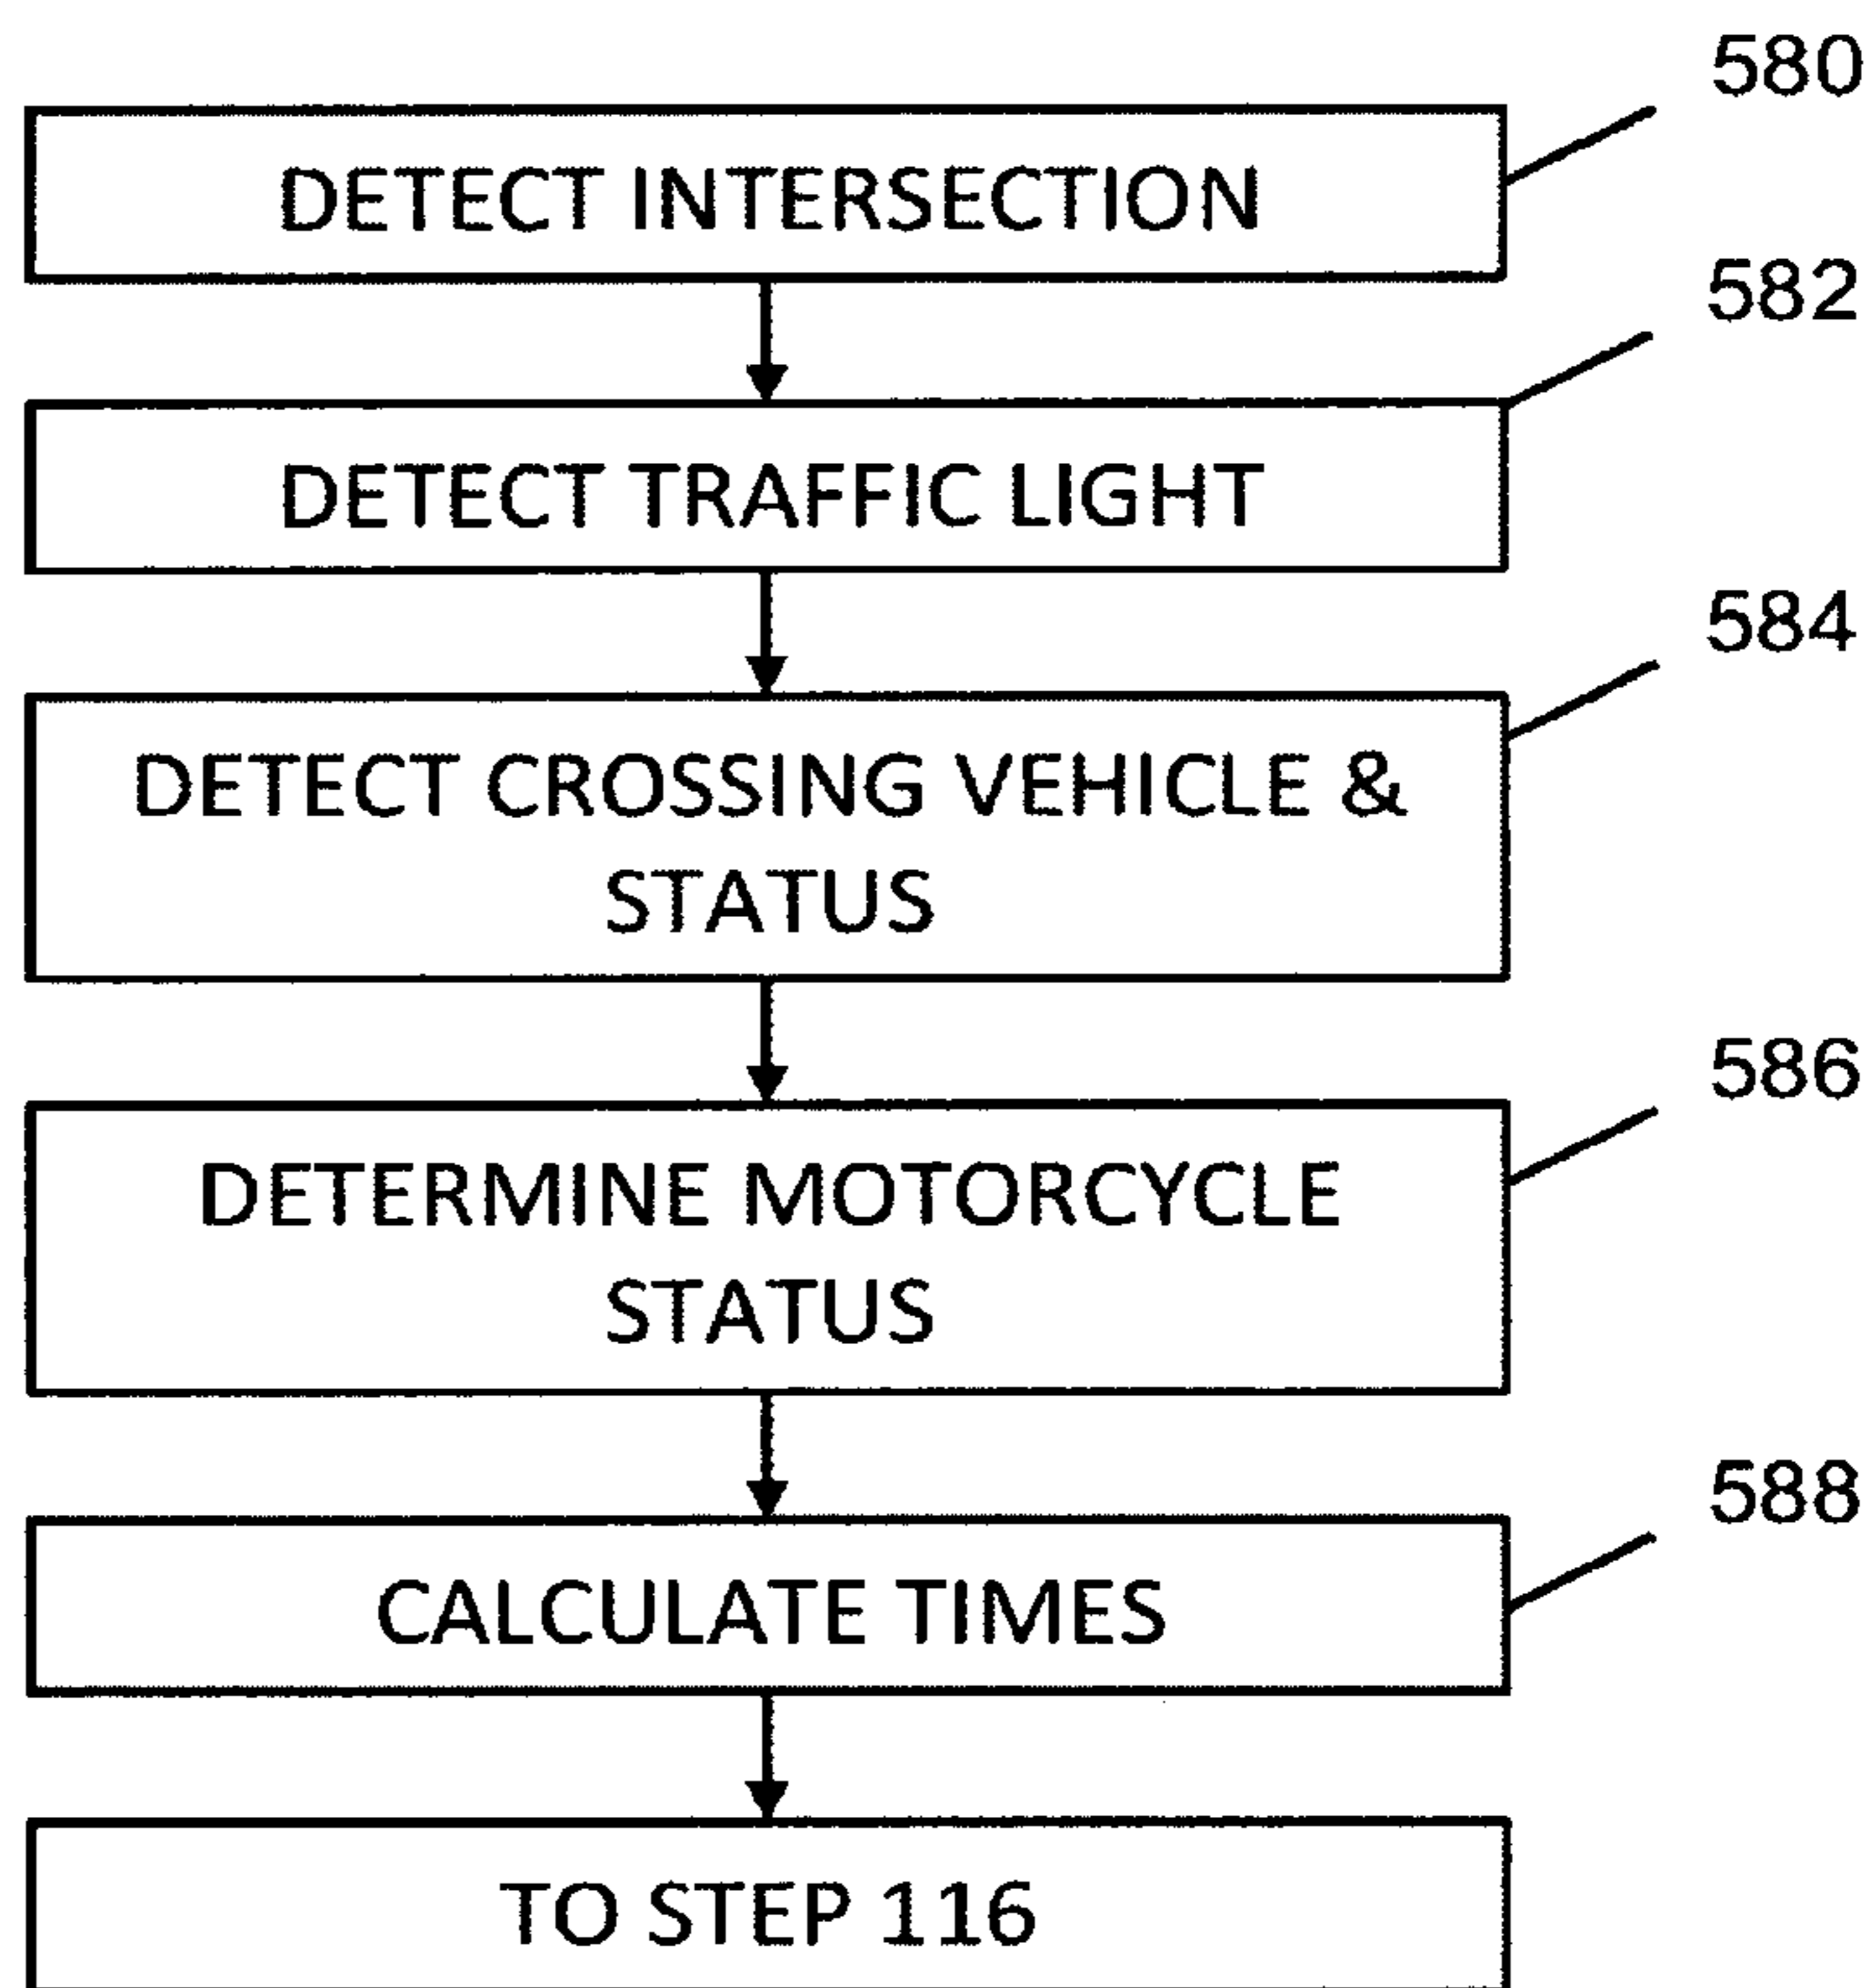 580
DETECT INTERSECTION
582
DETECT TRAFFIC LIGHT
584
DETECT CROSSING VEHICLE &
STATUS
586
DETERMINE MOTORCYCLE
STATUS
588
CALCULATE TIMES
TO STEP 116